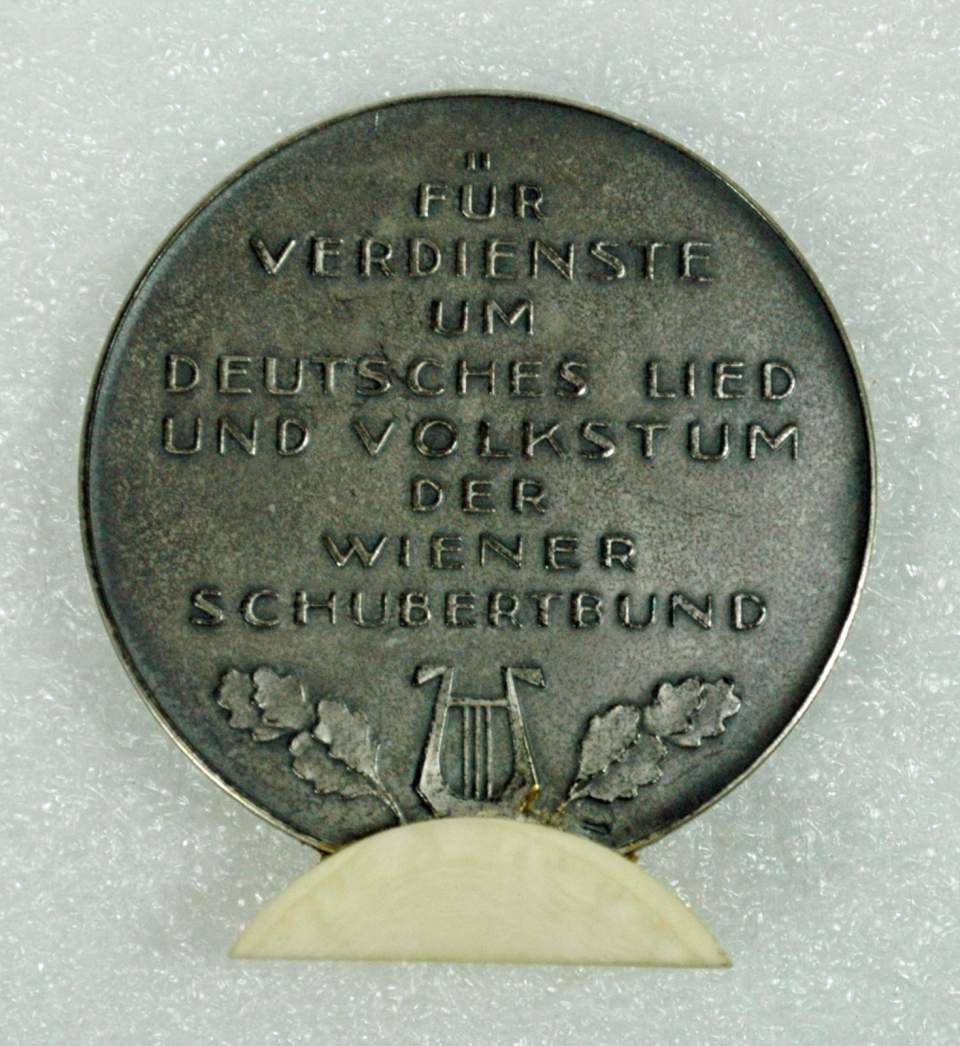 FÜR
VERDIENSTE
UM
DEUTSCHES LIED
UND VOLKSTUM
DER
WIENER
SCHUBERTBUND